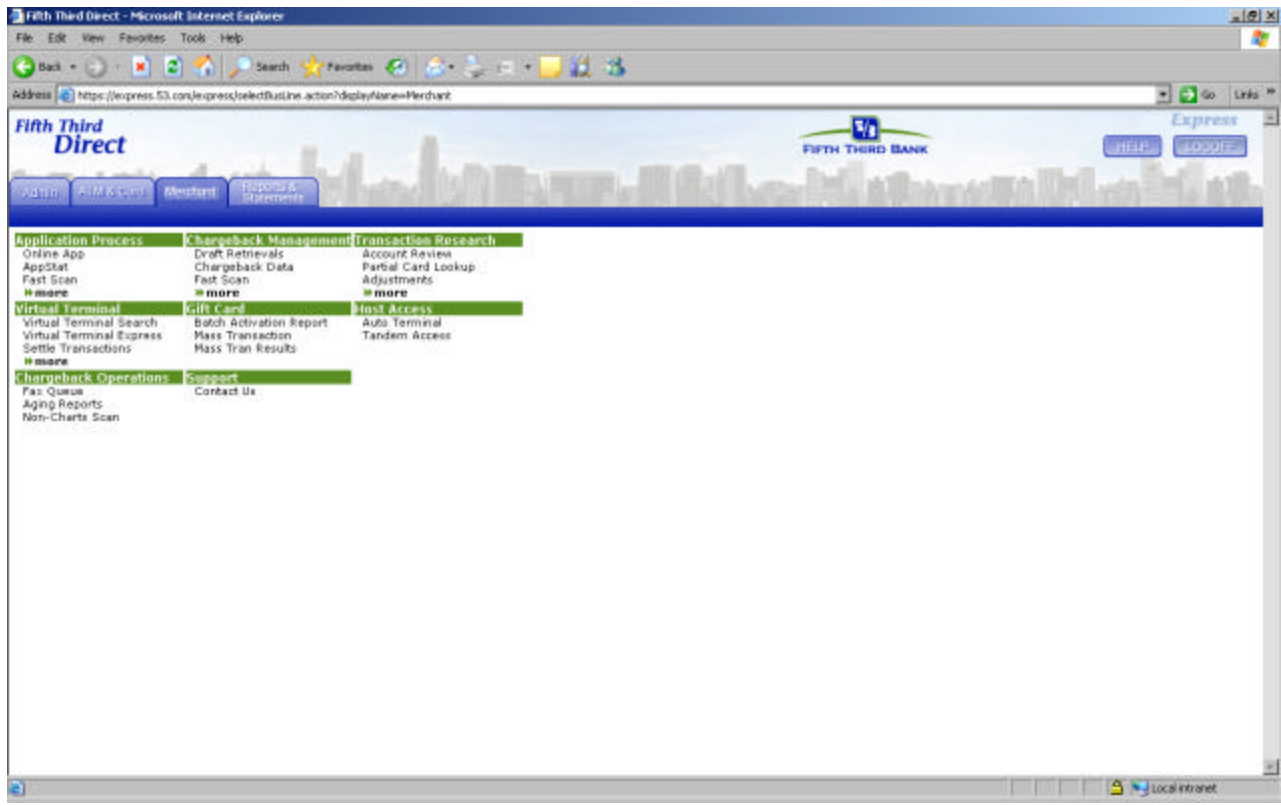 Fifth Third Direct - Microsoft Internet Explorer
File Edit View Favorites Tools Help
Back Search Favorites
Address https://express.53.com/express/selectBusLine.action?displayName=Merchant Go Links »
Fifth Third
Direct
FIFTH THIRD BANK
Express
HELP LOGOFF
Admin ATM & Card Merchant Reports & Statements
Application Process Chargeback Management Transaction Research
Online App Draft Retrievals Account Review
AppStat Chargeback Data Partial Card Lookup
Fast Scan Fast Scan Adjustments
more more more
Virtual Terminal Gift Card Host Access
Virtual Terminal Search Batch Activation Report Auto Terminal
Virtual Terminal Express Mass Transaction Tandem Access
Settle Transactions Mass Tran Results
more
Chargeback Operations Support
Fax Queue Contact Us
Aging Reports
Non-Charts Scan
Local intranet